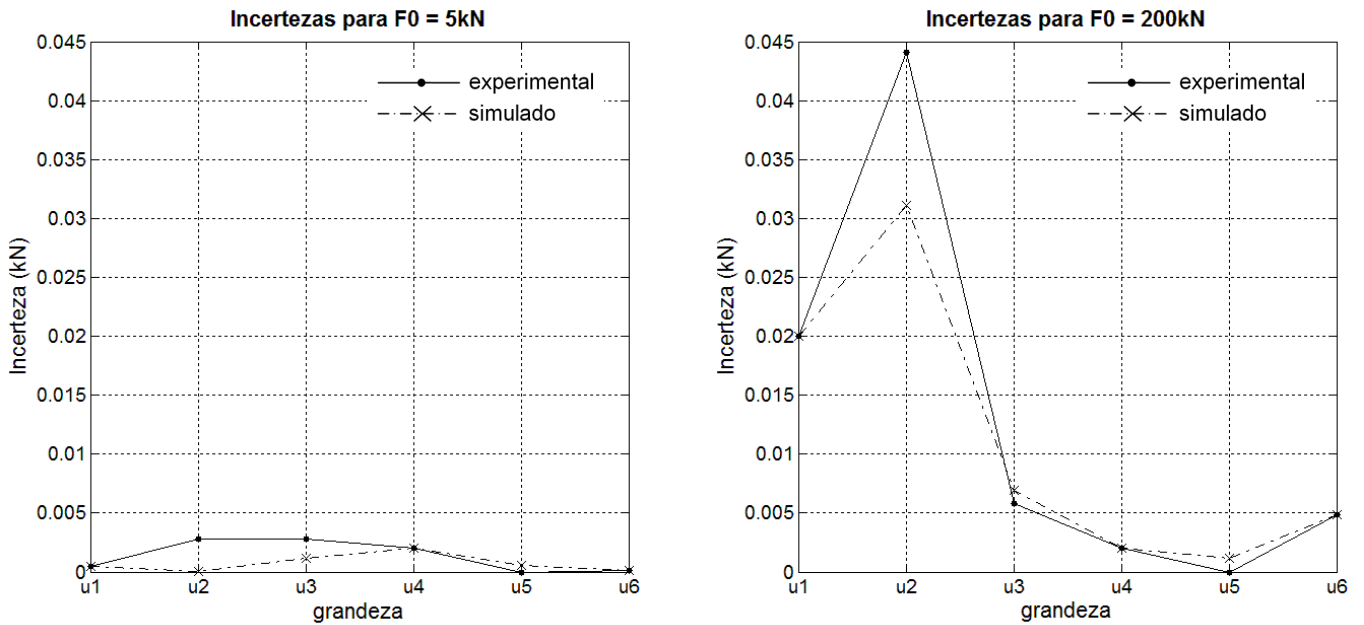 Incertezas para F0 = 5kN
0.045
0.04
0.035
0.03
0.025
0.02
0.015
0.01
0.005
0
Incerteza (kN)
experimental
simulado
u1 u2 u3 u4 u5 u6
grandeza
Incertezas para F0 = 200kN
0.045
0.04
0.035
0.03
0.025
0.02
0.015
0.01
0.005
0
Incerteza (kN)
experimental
simulado
u1 u2 u3 u4 u5 u6
grandeza